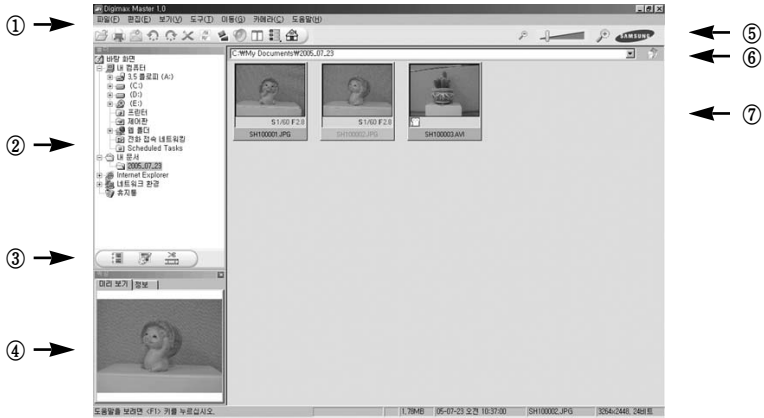 Digimax Master 1.0
파일(F) 편집(E) 보기(V) 도구(T) 이동(G) 카메라(C) 도움말(H)
SAMSUNG
①
⑤
C:₩My Documents₩2005_07_23
⑥
바탕 화면
내 컴퓨터
3.5 플로피 (A:)
(C:)
(D:)
(E:)
프린터
제어판
웹 폴더
전화 접속 네트워킹
Scheduled Tasks
내 문서
2005_07_23
Internet Explorer
네트워크 환경
휴지통
②
S1/60 F2.8
S1/60 F2.8
SH100001.JPG
SH100002.JPG
SH100003.AVI
⑦
③
미리 보기
정보
④
도움말을 보려면 <F1> 키를 누르십시오.
1.78MB
05-07-23 오전 10:37:00
SH100002.JPG
3264x2448, 24비트